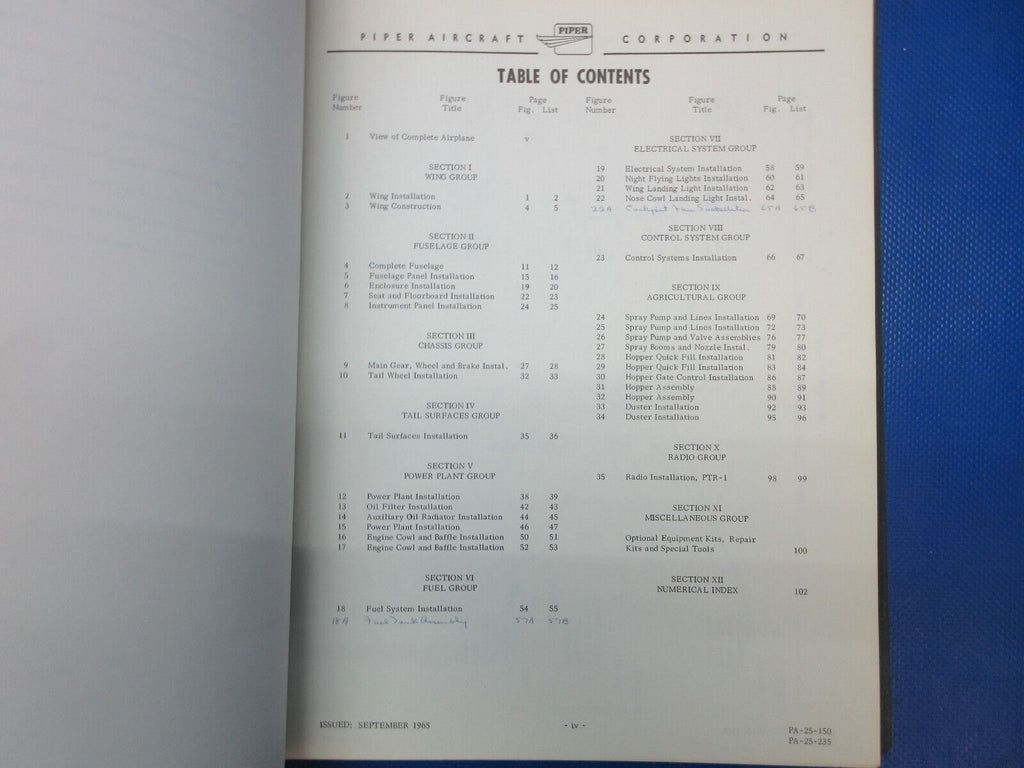 PIPER AIRCRAFT PIPER CORPORATION
TABLE OF CONTENTS
Figure Number Figure Title Page Fig. List
1 View of Complete Airplane v
SECTION I
WING GROUP
2 Wing Installation 1 2
3 Wing Construction 4 5
SECTION II
FUSELAGE GROUP
4 Complete Fuselage 11 12
5 Fuselage Panel Installation 15 16
6 Enclosure Installation 19 20
7 Seat and Floorboard Installation 22 23
8 Instrument Panel Installation 24 25
SECTION III
CHASSIS GROUP
9 Main Gear, Wheel and Brake Instal. 27 28
10 Tail Wheel Installation 32 33
SECTION IV
TAIL SURFACES GROUP
11 Tail Surfaces Installation 35 36
SECTION V
POWER PLANT GROUP
12 Power Plant Installation 38 39
13 Oil Filter Installation 42 43
14 Auxiliary Oil Radiator Installation 44 45
15 Power Plant Installation 46 47
16 Engine Cowl and Baffle Installation 50 51
17 Engine Cowl and Baffle Installation 52 53
SECTION VI
FUEL GROUP
18 Fuel System Installation 54 55
18A Fuel Tank Assembly 57A 57B
Figure Number Figure Title Page Fig. List
SECTION VII
ELECTRICAL SYSTEM GROUP
19 Electrical System Installation 58 59
20 Night Flying Lights Installation 60 61
21 Wing Landing Light Installation 62 63
22 Nose Cowl Landing Light Instal. 64 65
22A Cockpit Fan Installation 65A 65B
SECTION VIII
CONTROL SYSTEM GROUP
23 Control Systems Installation 66 67
SECTION IX
AGRICULTURAL GROUP
24 Spray Pump and Lines Installation 69 70
25 Spray Pump and Lines Installation 72 73
26 Spray Pump and Valve Assemblies 76 77
27 Spray Booms and Nozzle Instal. 79 80
28 Hopper Quick Fill Installation 81 82
29 Hopper Quick Fill Installation 83 84
30 Hopper Gate Control Installation 86 87
31 Hopper Assembly 88 89
32 Hopper Assembly 90 91
33 Duster Installation 92 93
34 Duster Installation 95 96
SECTION X
RADIO GROUP
35 Radio Installation, PTR-1 98 99
SECTION XI
MISCELLANEOUS GROUP
Optional Equipment Kits, Repair
Kits and Special Tools 100
SECTION XII
NUMERICAL INDEX 102
ISSUED: SEPTEMBER 1965
- iv -
PA-25-150
PA-25-235